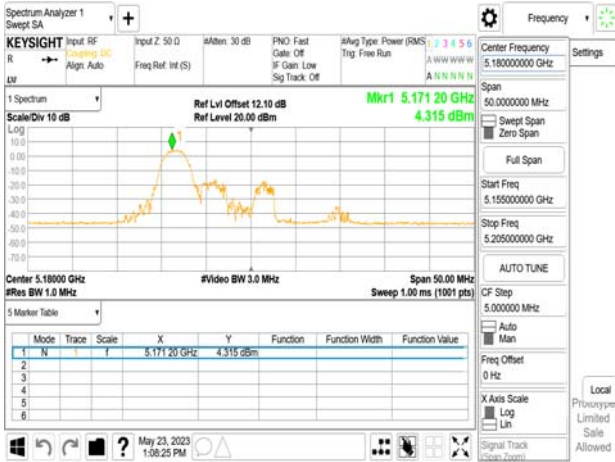 Spectrum Analyzer 1
Swept SA
+
Frequency
KEYSIGHT Input: RF
Coupling: DC
Align: Auto
Input Z: 50 Ω
Freq Ref: Int (S)
#Atten: 30 dB
PNO: Fast
Gate: Off
IF Gain: Low
Sig Track: Off
#Avg Type: Power (RMS
Trig: Free Run
1 2 3 4 5 6
A W W W W W
A N N N N N
R
LXI
1 Spectrum
Scale/Div 10 dB
Ref Lvl Offset 12.10 dB
Ref Level 20.00 dBm
Mkr1 5.171 20 GHz
4.315 dBm
Log
10.0
0.00
-10.0
-20.0
-30.0
-40.0
-50.0
-60.0
-70.0
1
Center 5.18000 GHz
#Res BW 1.0 MHz
#Video BW 3.0 MHz
Span 50.00 MHz
Sweep 1.00 ms (1001 pts)
5 Marker Table
Mode Trace Scale X Y Function Function Width Function Value
1 N 1 f 5.171 20 GHz 4.315 dBm
2
3
4
5
6
May 23, 2023
1:08:25 PM
Center Frequency
5.180000000 GHz
Span
50.0000000 MHz
Swept Span
Zero Span
Full Span
Start Freq
5.155000000 GHz
Stop Freq
5.205000000 GHz
AUTO TUNE
CF Step
5.000000 MHz
Auto
Man
Freq Offset
0 Hz
X Axis Scale
Log
Lin
Signal Track
(Span Zoom)
Settings
Local
Prototype
Limited
Sale
Allowed